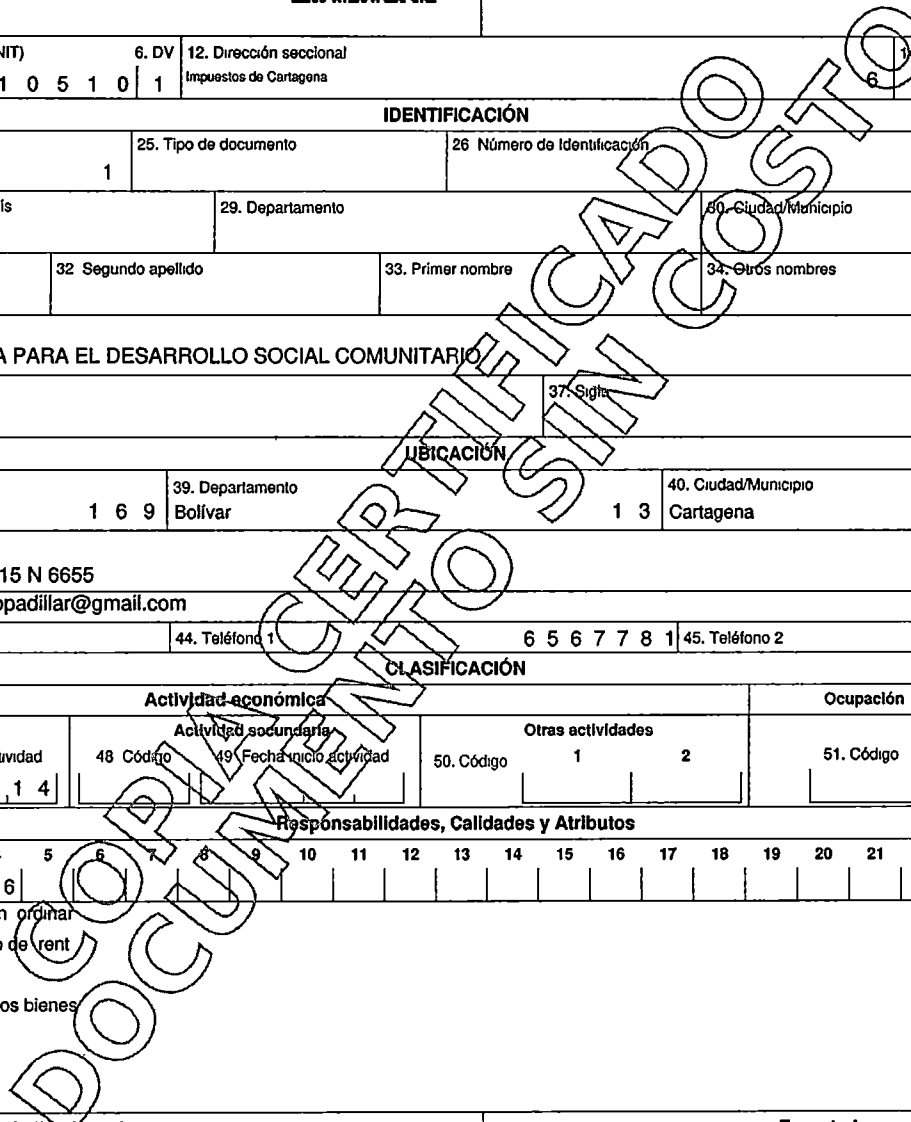 NIT) 6. DV 12. Dirección seccional
1 0 5 1 0 1 Impuestos de Cartagena 6
IDENTIFICACIÓN
25. Tipo de documento 26 Número de Identificación
1
ís 29. Departamento 30. Ciudad/Municipio
32 Segundo apellido 33. Primer nombre 34. Otros nombres
A PARA EL DESARROLLO SOCIAL COMUNITARIO
37. Sigla
UBICACIÓN
39. Departamento 40. Ciudad/Municipio
1 6 9 Bolívar 1 3 Cartagena
15 N 6655
opadillar@gmail.com
44. Teléfono 1 6 5 6 7 7 8 1 45. Teléfono 2
CLASIFICACIÓN
Actividad económica Ocupación
Actividad secundaria Otras actividades
tividad 48 Código 49 Fecha inicio actividad 50. Código 1 2 51. Código
1 4
Responsabilidades, Calidades y Atributos
5 6 7 8 9 10 11 12 13 14 15 16 17 18 19 20 21
6
n ordinar
o de rent
os bienes
COPIA CERTIFICADO
DOCUMENTO SIN COSTO